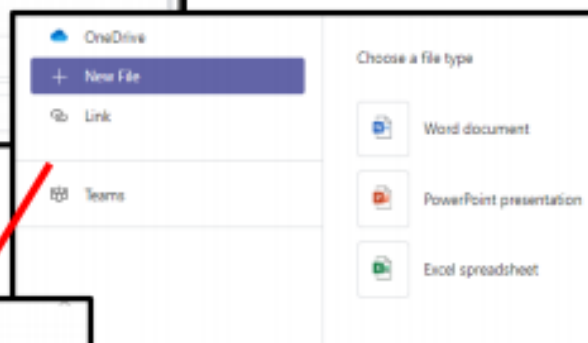 OneDrive
New File
Link
Teams
Choose a file type
Word document
PowerPoint presentation
Excel spreadsheet